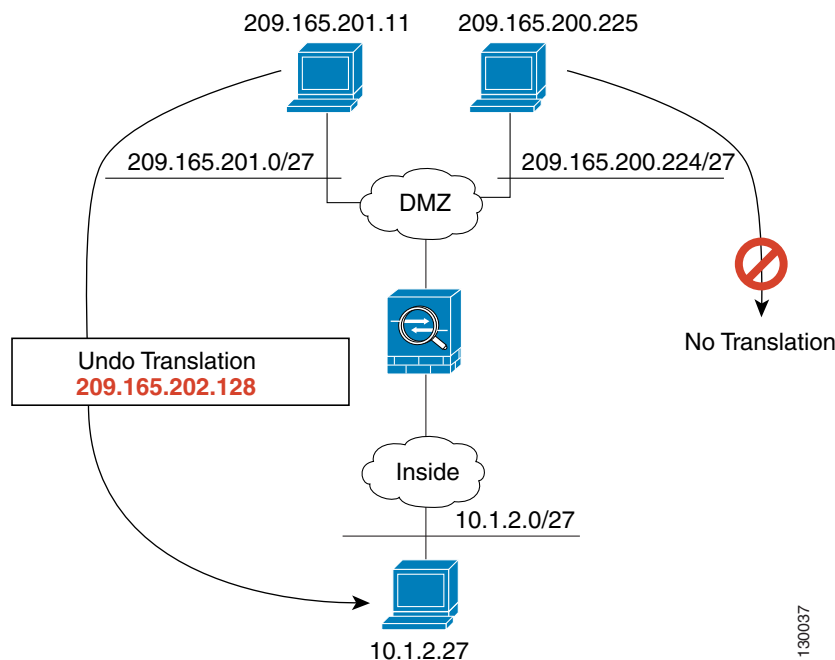 209.165.201.11
209.165.200.225
209.165.201.0/27
209.165.200.224/27
DMZ
No Translation
Undo Translation
209.165.202.128
Inside
10.1.2.0/27
10.1.2.27
130037